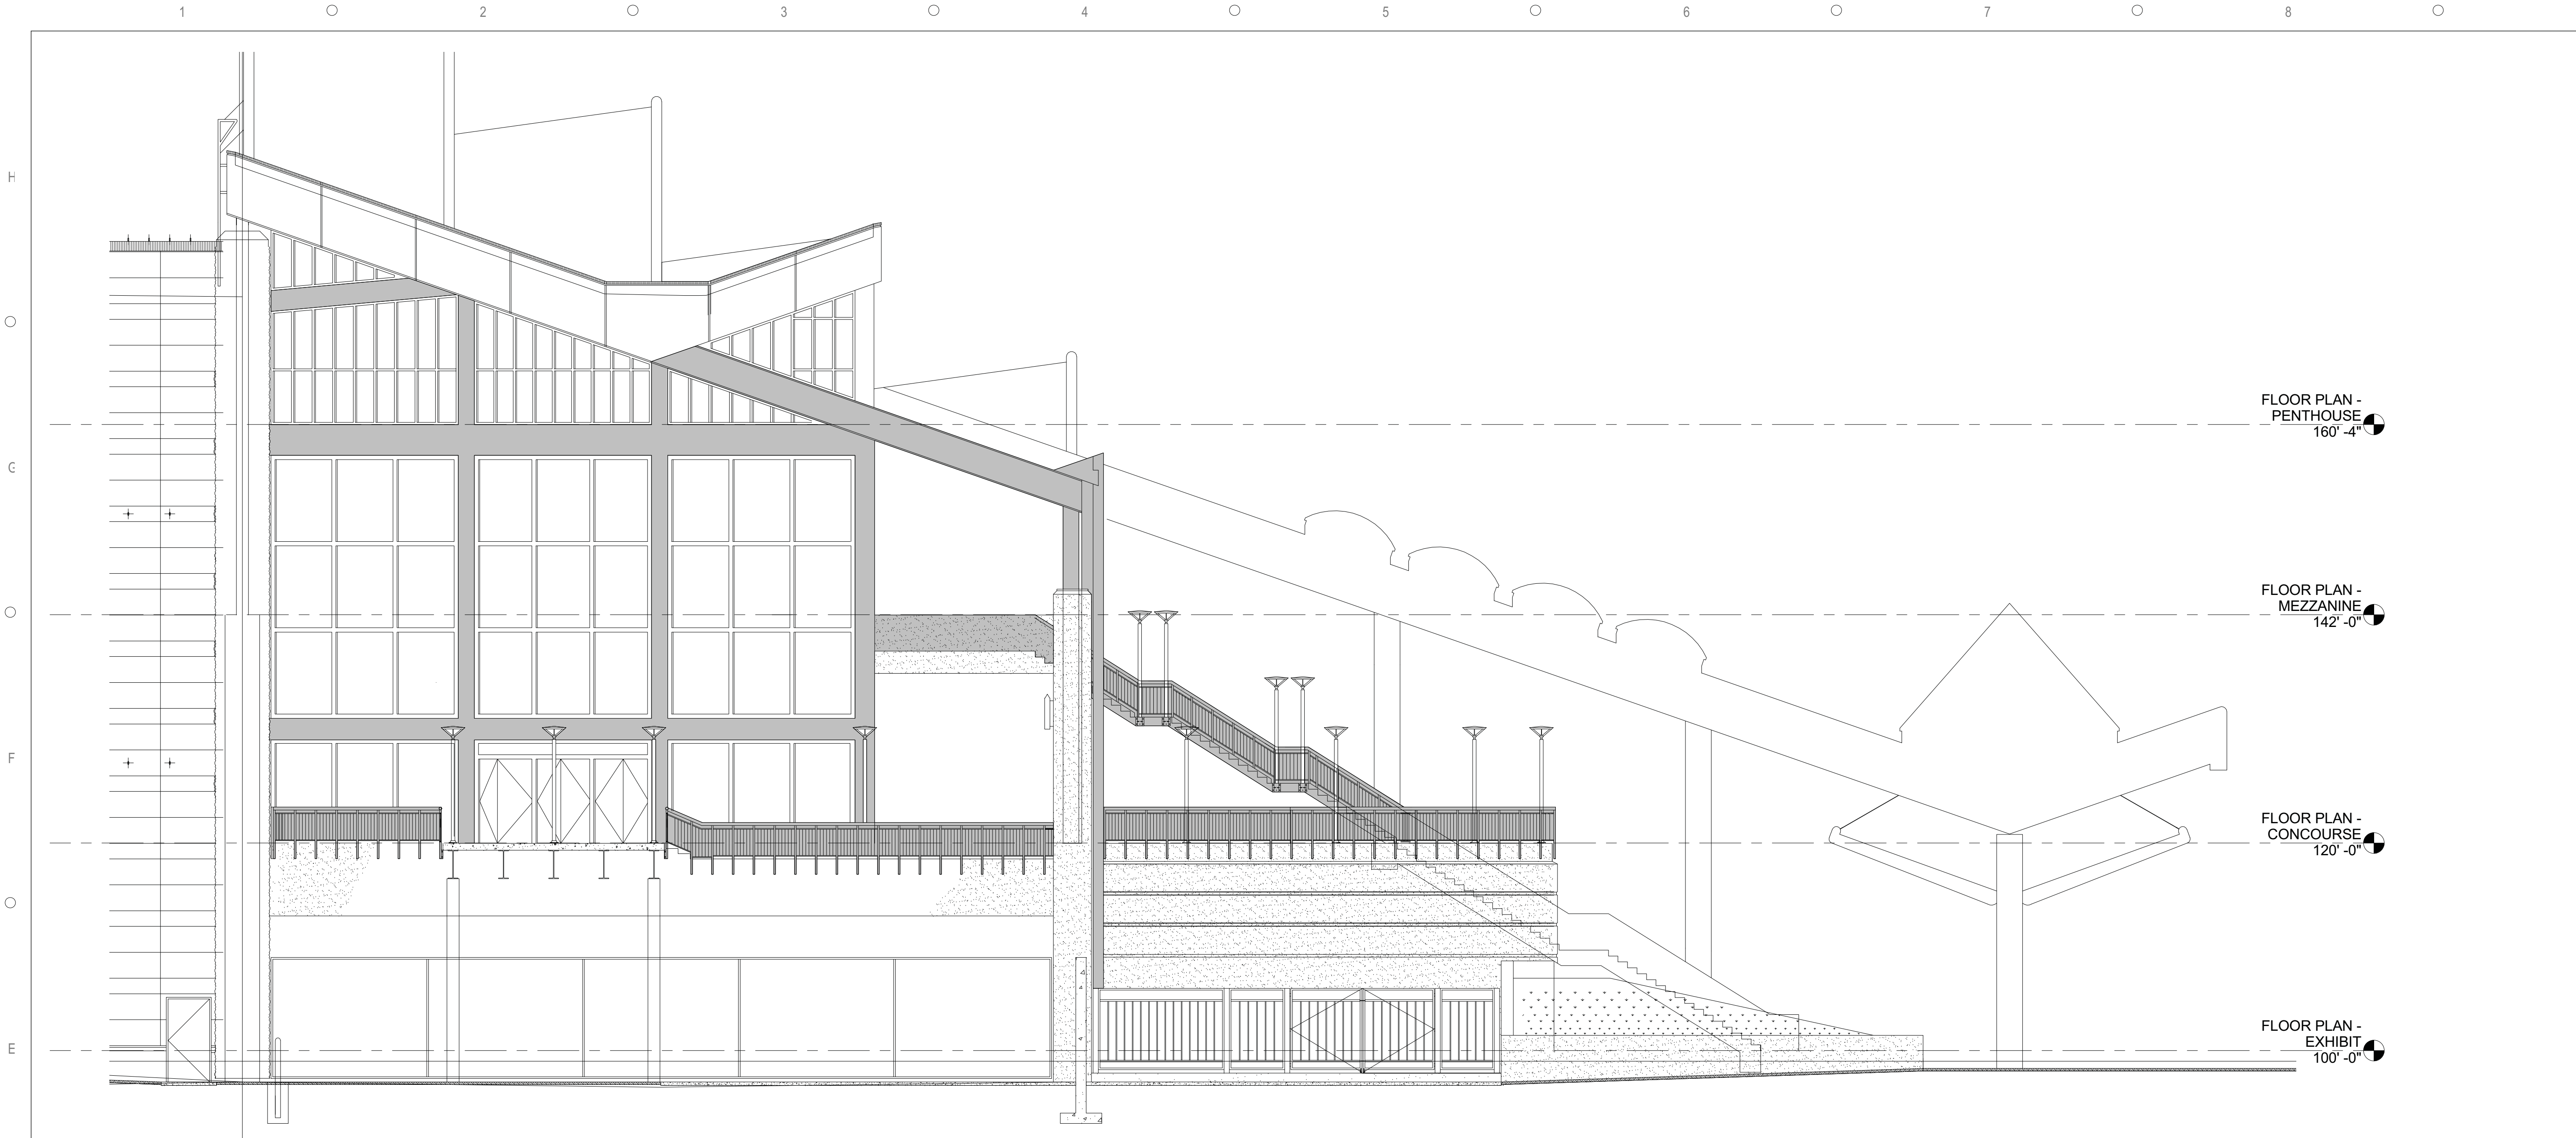 1 2 3 4 5 6 7 8
H
FLOOR PLAN -
PENTHOUSE
160' -4"
G
FLOOR PLAN -
MEZZANINE
142' -0"
F
FLOOR PLAN -
CONCOURSE
120' -0"
E
FLOOR PLAN -
EXHIBIT
100' -0"